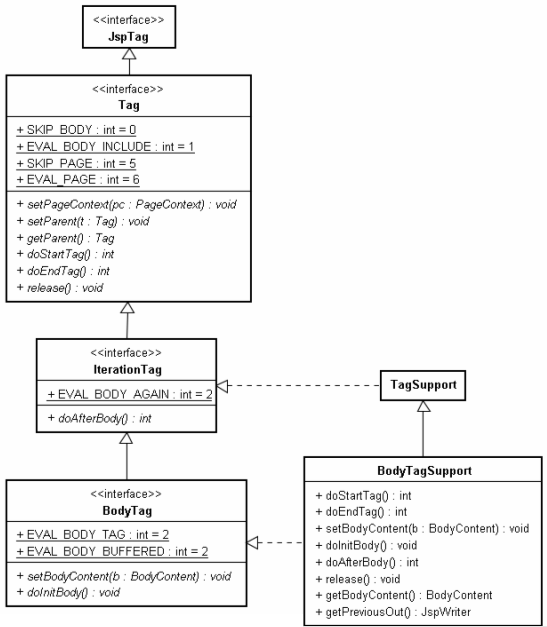 <<interface>>
JspTag
<<interface>>
Tag
+ SKIP_BODY : int = 0
+ EVAL_BODY_INCLUDE : int = 1
+ SKIP_PAGE : int = 5
+ EVAL_PAGE : int = 6
+ setPageContext(pc : PageContext) : void
+ setParent(t : Tag) : void
+ getParent() : Tag
+ doStartTag() : int
+ doEndTag() : int
+ release() : void
<<interface>>
IterationTag
+ EVAL_BODY_AGAIN : int = 2
+ doAfterBody() : int
TagSupport
<<interface>>
BodyTag
+ EVAL_BODY_TAG : int = 2
+ EVAL_BODY_BUFFERED : int = 2
+ setBodyContent(b : BodyContent) : void
+ doInitBody() : void
BodyTagSupport
+ doStartTag() : int
+ doEndTag() : int
+ setBodyContent(b : BodyContent) : void
+ doInitBody() : void
+ doAfterBody() : int
+ release() : void
+ getBodyContent() : BodyContent
+ getPreviousOut() : JspWriter